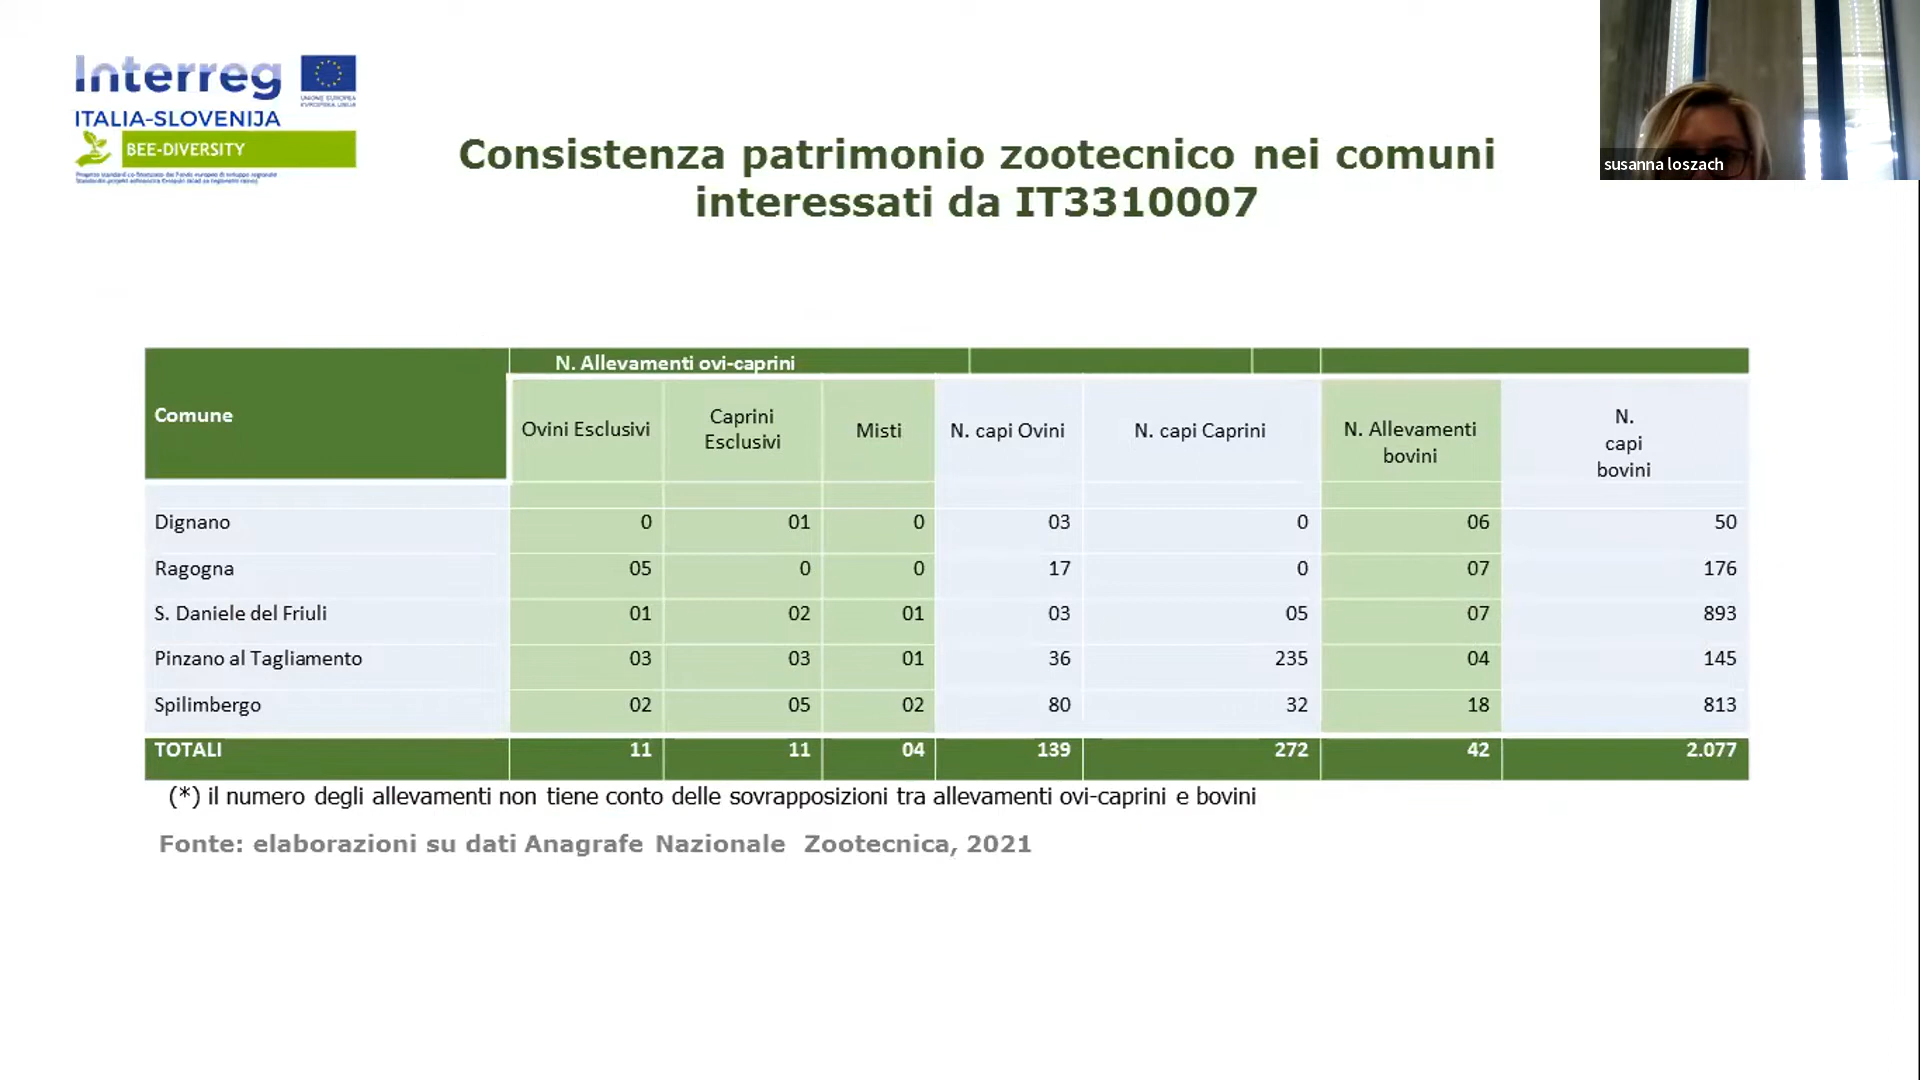 Interreg
UNIONE EUROPEA
EVROPSKA UNIJA
ITALIA-SLOVENIJA
BEE-DIVERSITY
susanna loszach
Consistenza patrimonio zootecnico nei comuni
interessati da IT3310007
N. Allevamenti ovi-caprini
Comune
Ovini Esclusivi
Caprini
Esclusivi
Misti
N. capi Ovini
N. capi Caprini
N. Allevamenti
bovini
N.
capi
bovini
Dignano 0 01 0 03 0 06 50
Ragogna 05 0 0 17 0 07 176
S. Daniele del Friuli 01 02 01 03 05 07 893
Pinzano al Tagliamento 03 03 01 36 235 04 145
Spilimbergo 02 05 02 80 32 18 813
TOTALI 11 11 04 139 272 42 2.077
(*) il numero degli allevamenti non tiene conto delle sovrapposizioni tra allevamenti ovi-caprini e bovini
Fonte: elaborazioni su dati Anagrafe Nazionale Zootecnica, 2021